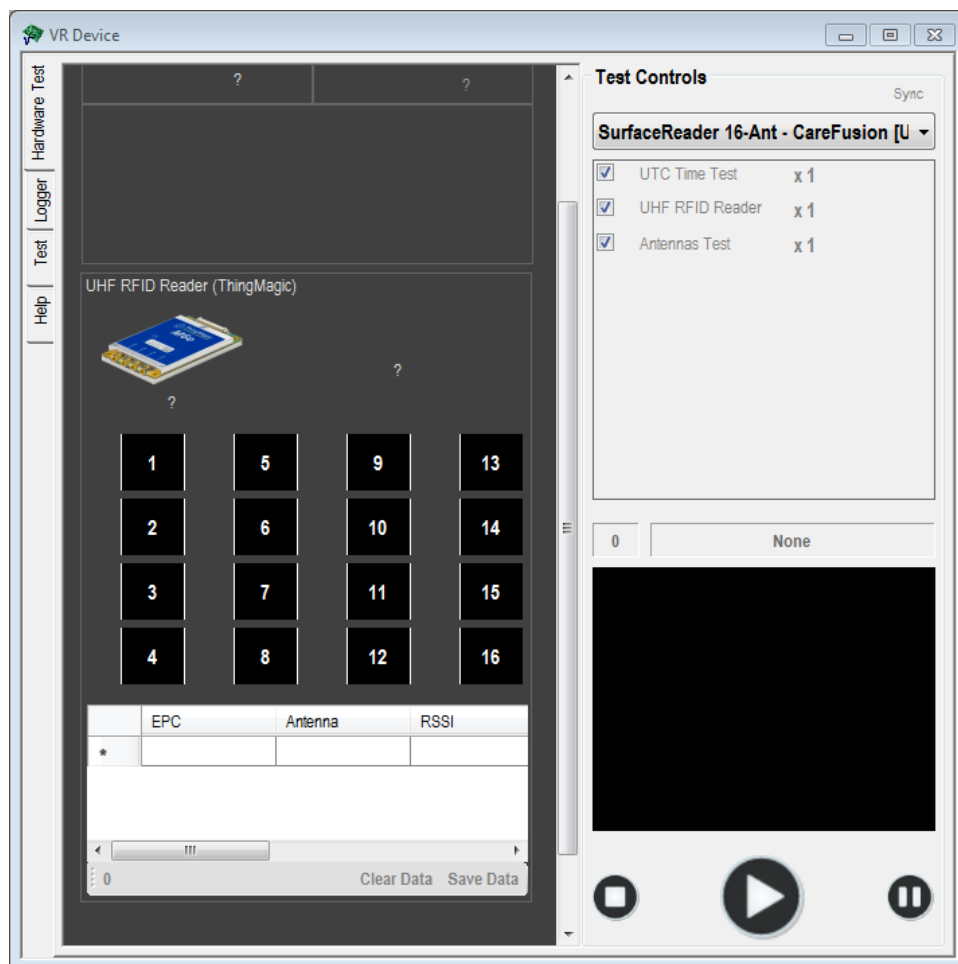 VR Device
Hardware Test
Logger
Test
Help
? ?
UHF RFID Reader (ThingMagic)
M6e
?
?
1 5 9 13
2 6 10 14
3 7 11 15
4 8 12 16
EPC Antenna RSSI
*
0 Clear Data Save Data
Test Controls
Sync
SurfaceReader 16-Ant - CareFusion [U
UTC Time Test x 1
UHF RFID Reader x 1
Antennas Test x 1
0 None